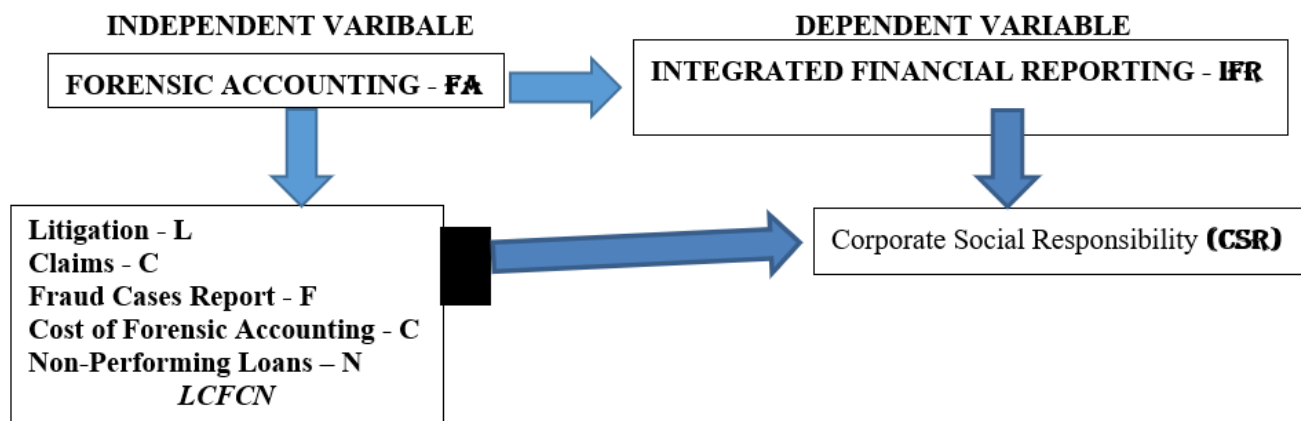 INDEPENDENT VARIBALE
DEPENDENT VARIABLE
FORENSIC ACCOUNTING - FA
INTEGRATED FINANCIAL REPORTING - IFR
Litigation - L
Claims - C
Fraud Cases Report - F
Cost of Forensic Accounting - C
Non-Performing Loans – N
LCFCN
Corporate Social Responsibility (CSR)